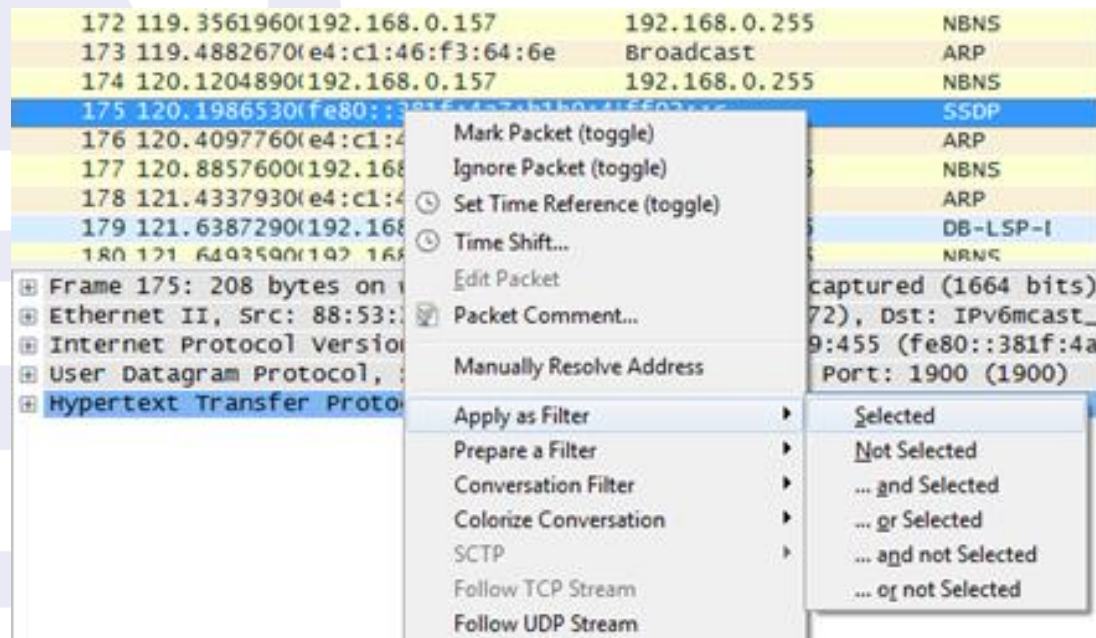 172 119.3561960(192.168.0.157 192.168.0.255 NBNS
173 119.4882670(e4:c1:46:f3:64:6e Broadcast ARP
174 120.1204890(192.168.0.157 192.168.0.255 NBNS
175 120.1986530(fe80:: SSDP
176 120.4097760(e4:c1:4 ARP
177 120.8857600(192.168 NBNS
178 121.4337930(e4:c1:4 ARP
179 121.6387290(192.168 DB-LSP-
180 121.6493590(192.168 NBNS
Frame 175: 208 bytes on captured (1664 bits)
Ethernet II, Src: 88:53: 72), Dst: IPv6mcast_
Internet Protocol Versio 9:455 (fe80::381f:4a
User Datagram Protocol, Port: 1900 (1900)
Hypertext Transfer Proto
Mark Packet (toggle)
Ignore Packet (toggle)
Set Time Reference (toggle)
Time Shift...
Edit Packet
Packet Comment...
Manually Resolve Address
Apply as Filter
Prepare a Filter
Conversation Filter
Colorize Conversation
SCTP
Follow TCP Stream
Follow UDP Stream
Selected
Not Selected
... and Selected
... or Selected
... and not Selected
... or not Selected